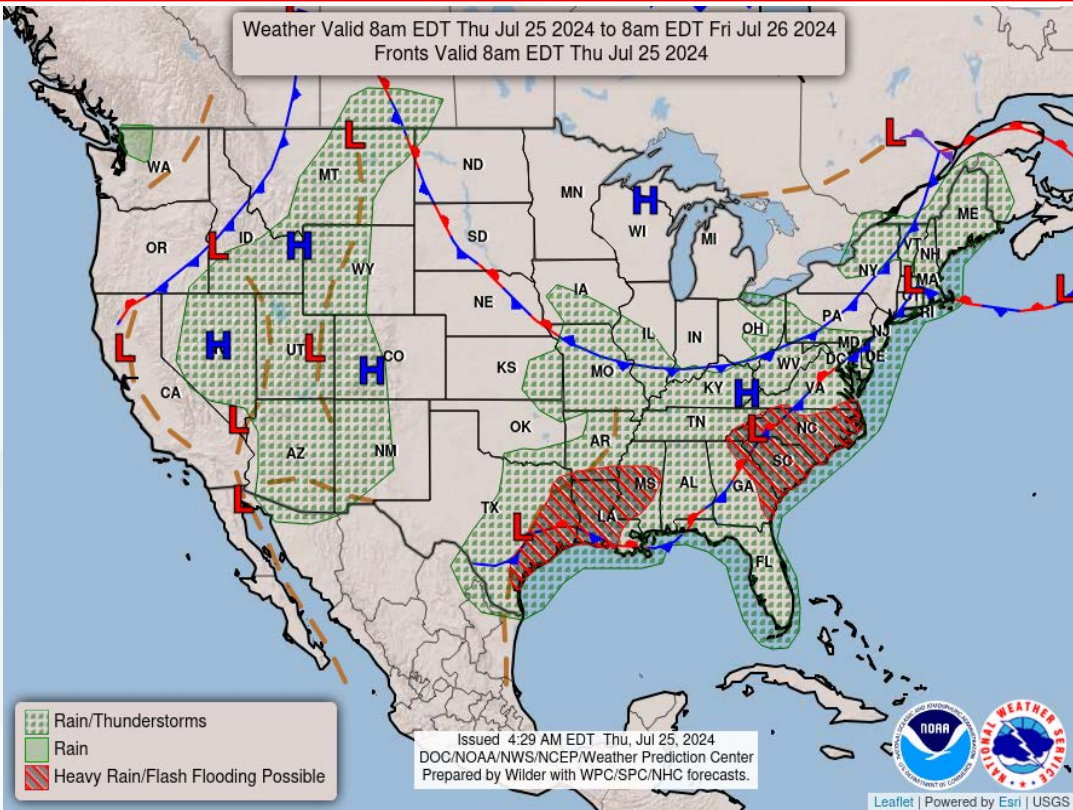 Weather Valid 8am EDT Thu Jul 25 2024 to 8am EDT Fri Jul 26 2024
Fronts Valid 8am EDT Thu Jul 25 2024
L
WA
MT
ND
MN
L
ME
OR
L
ID
H
WY
SD
H
WI
MI
VT
NH
NY
L
MA
CT
RI
L
NE
IA
IL
IN
OH
PA
NJ
L
H
UT
L
CO
H
KS
MO
WV
MD
DC
DE
CA
KY
H
VA
L
AZ
NM
OK
AR
TN
L
NC
SC
L
TX
L
LA
MS
AL
GA
FL
Rain/Thunderstorms
Rain
Heavy Rain/Flash Flooding Possible
Issued 4:29 AM EDT Thu, Jul 25, 2024
DOC/NOAA/NWS/NCEP/Weather Prediction Center
Prepared by Wilder with WPC/SPC/NHC forecasts.
NOAA
NATIONAL WEATHER SERVICE
Leaflet | Powered by Esri | USGS